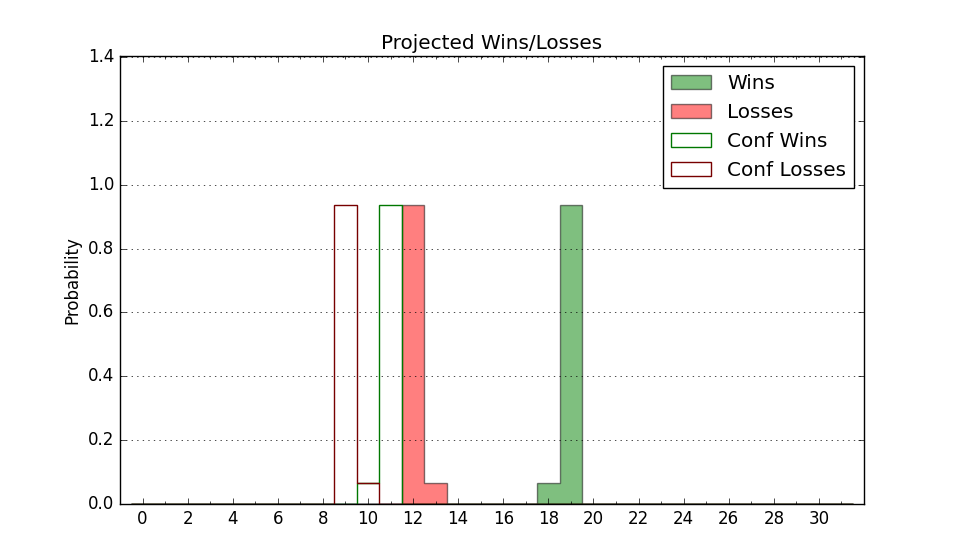 Projected Wins/Losses
1.4
1.2
1.0
0.8
0.6
0.4
0.2
0.0
Probability
Wins
Losses
Conf Wins
Conf Losses
0 2 4 6 8 10 12 14 16 18 20 22 24 26 28 30